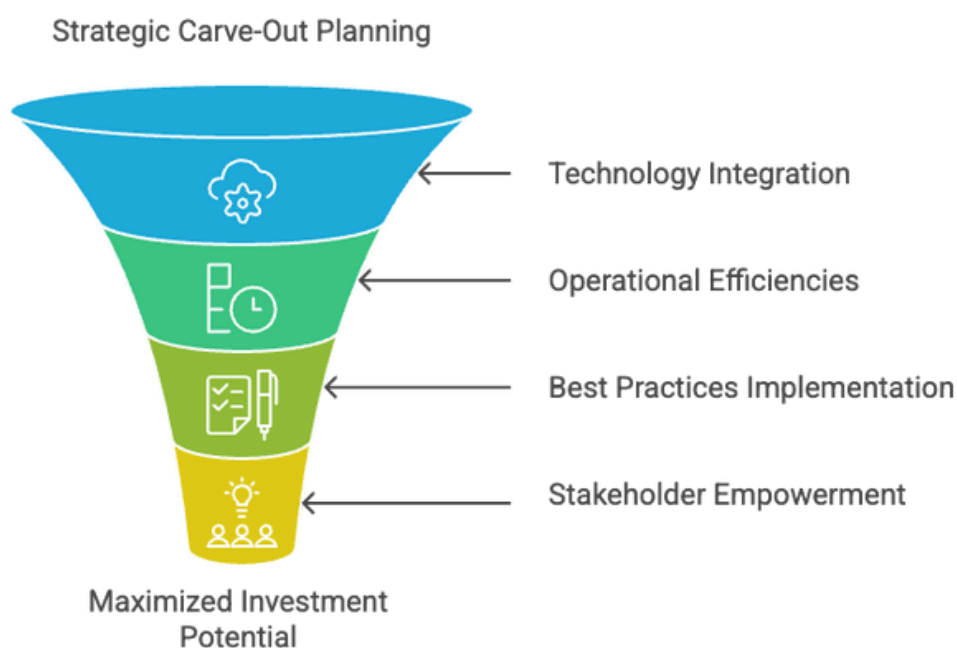 Strategic Carve-Out Planning
Technology Integration
Operational Efficiencies
Best Practices Implementation
Stakeholder Empowerment
Maximized Investment
Potential